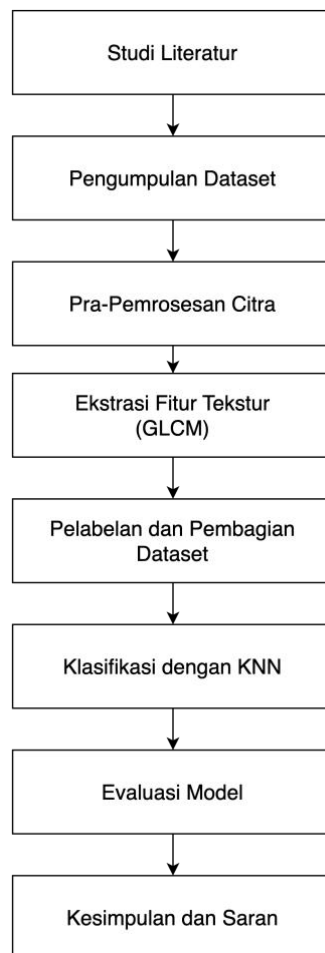 Studi Literatur
Pengumpulan Dataset
Pra-Pemrosesan Citra
Ekstrasi Fitur Tekstur
(GLCM)
Pelabelan dan Pembagian
Dataset
Klasifikasi dengan KNN
Evaluasi Model
Kesimpulan dan Saran